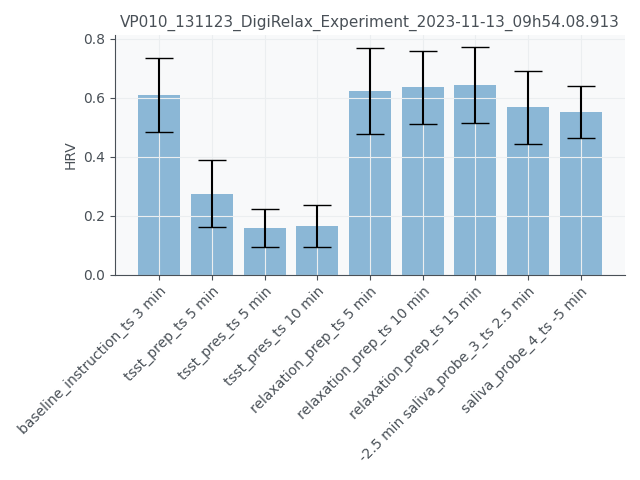 VP010_131123_DigiRelax_Experiment_2023-11-13_09h54.08.913
0.8
0.6
0.4
0.2
0.0
HRV
baseline_instruction_ts 3 min
tsst_prep_ts 5 min
tsst_pres_ts 5 min
tsst_pres_ts 10 min
relaxation_prep_ts 5 min
relaxation_prep_ts 10 min
relaxation_prep_ts 15 min
-2.5 min saliva_probe_3_ts 2.5 min
saliva_probe_4_ts -5 min